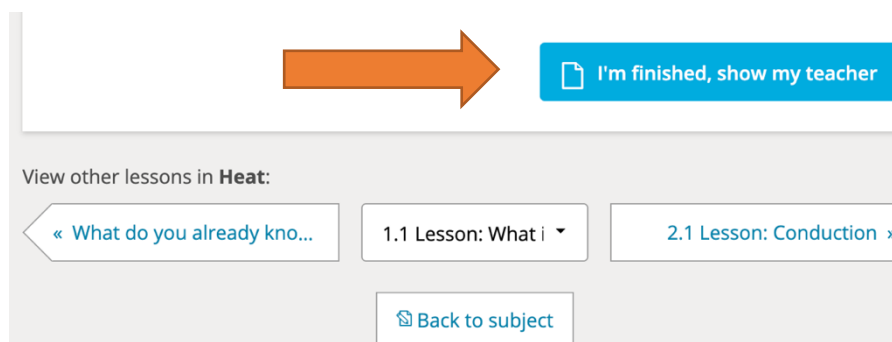 I'm finished, show my teacher
View other lessons in Heat:
« What do you already kno...
1.1 Lesson: What i
2.1 Lesson: Conduction »
Back to subject